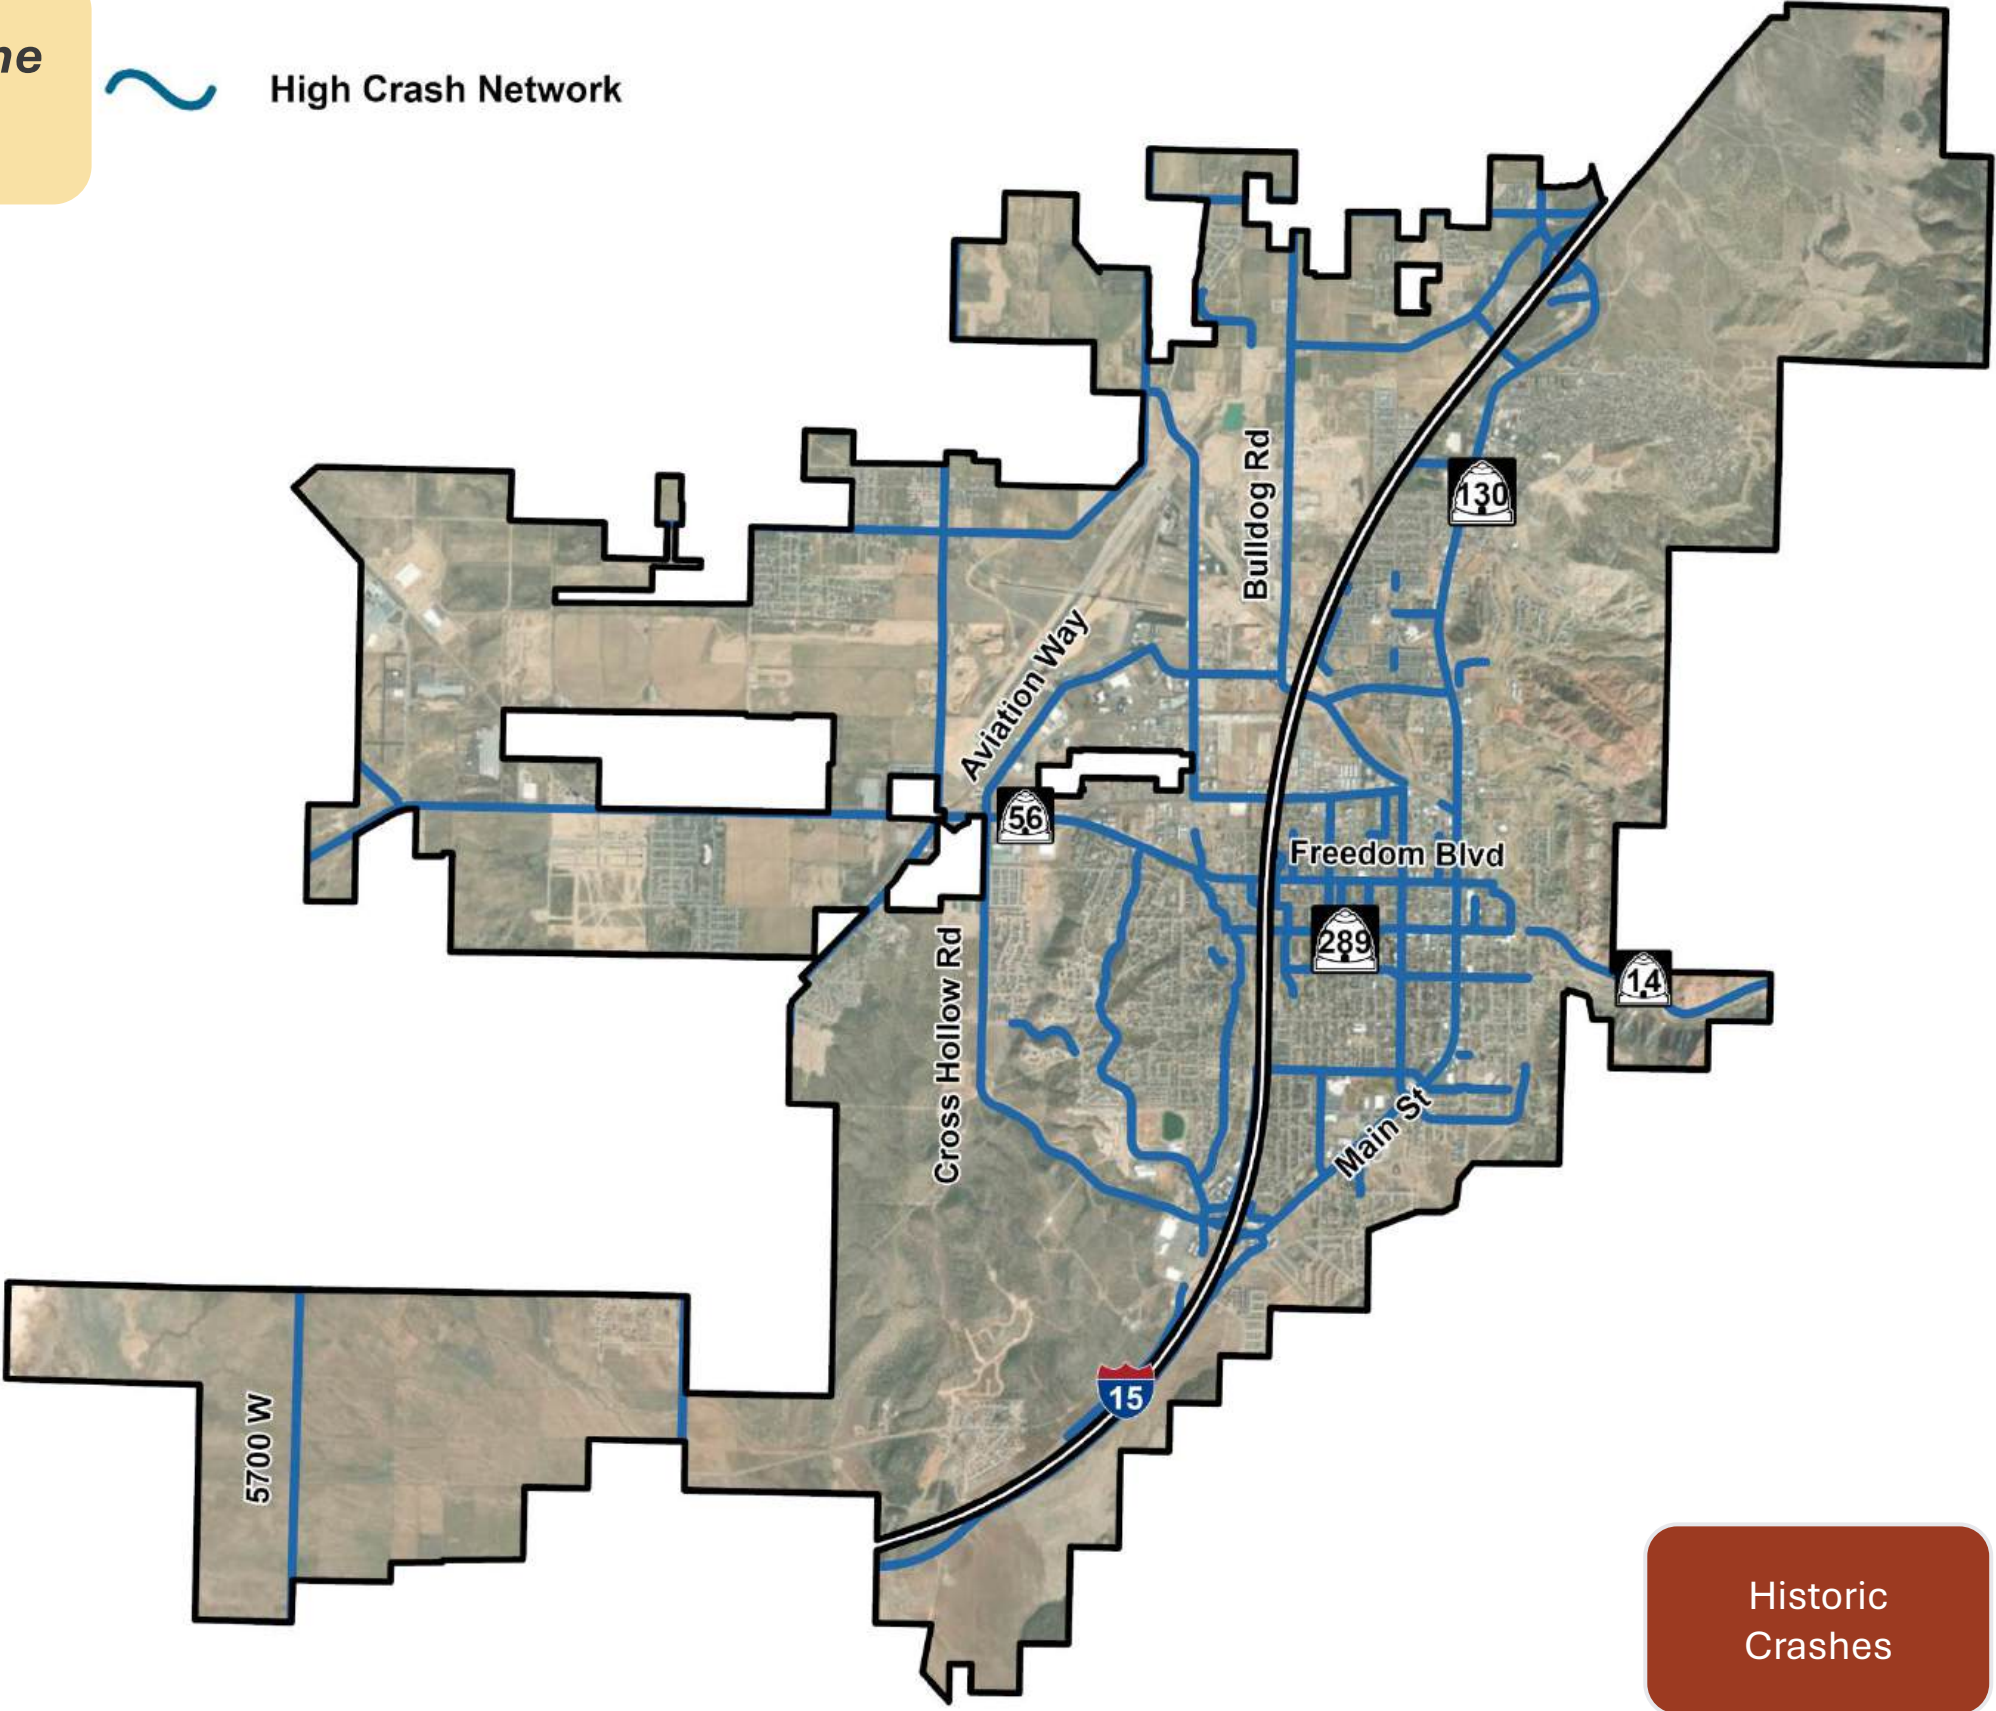 High Crash Network
130
Bulldog Rd
Aviation Way
56
Freedom Blvd
289
14
Cross Hollow Rd
Main St
15
5700 W
Historic
Crashes